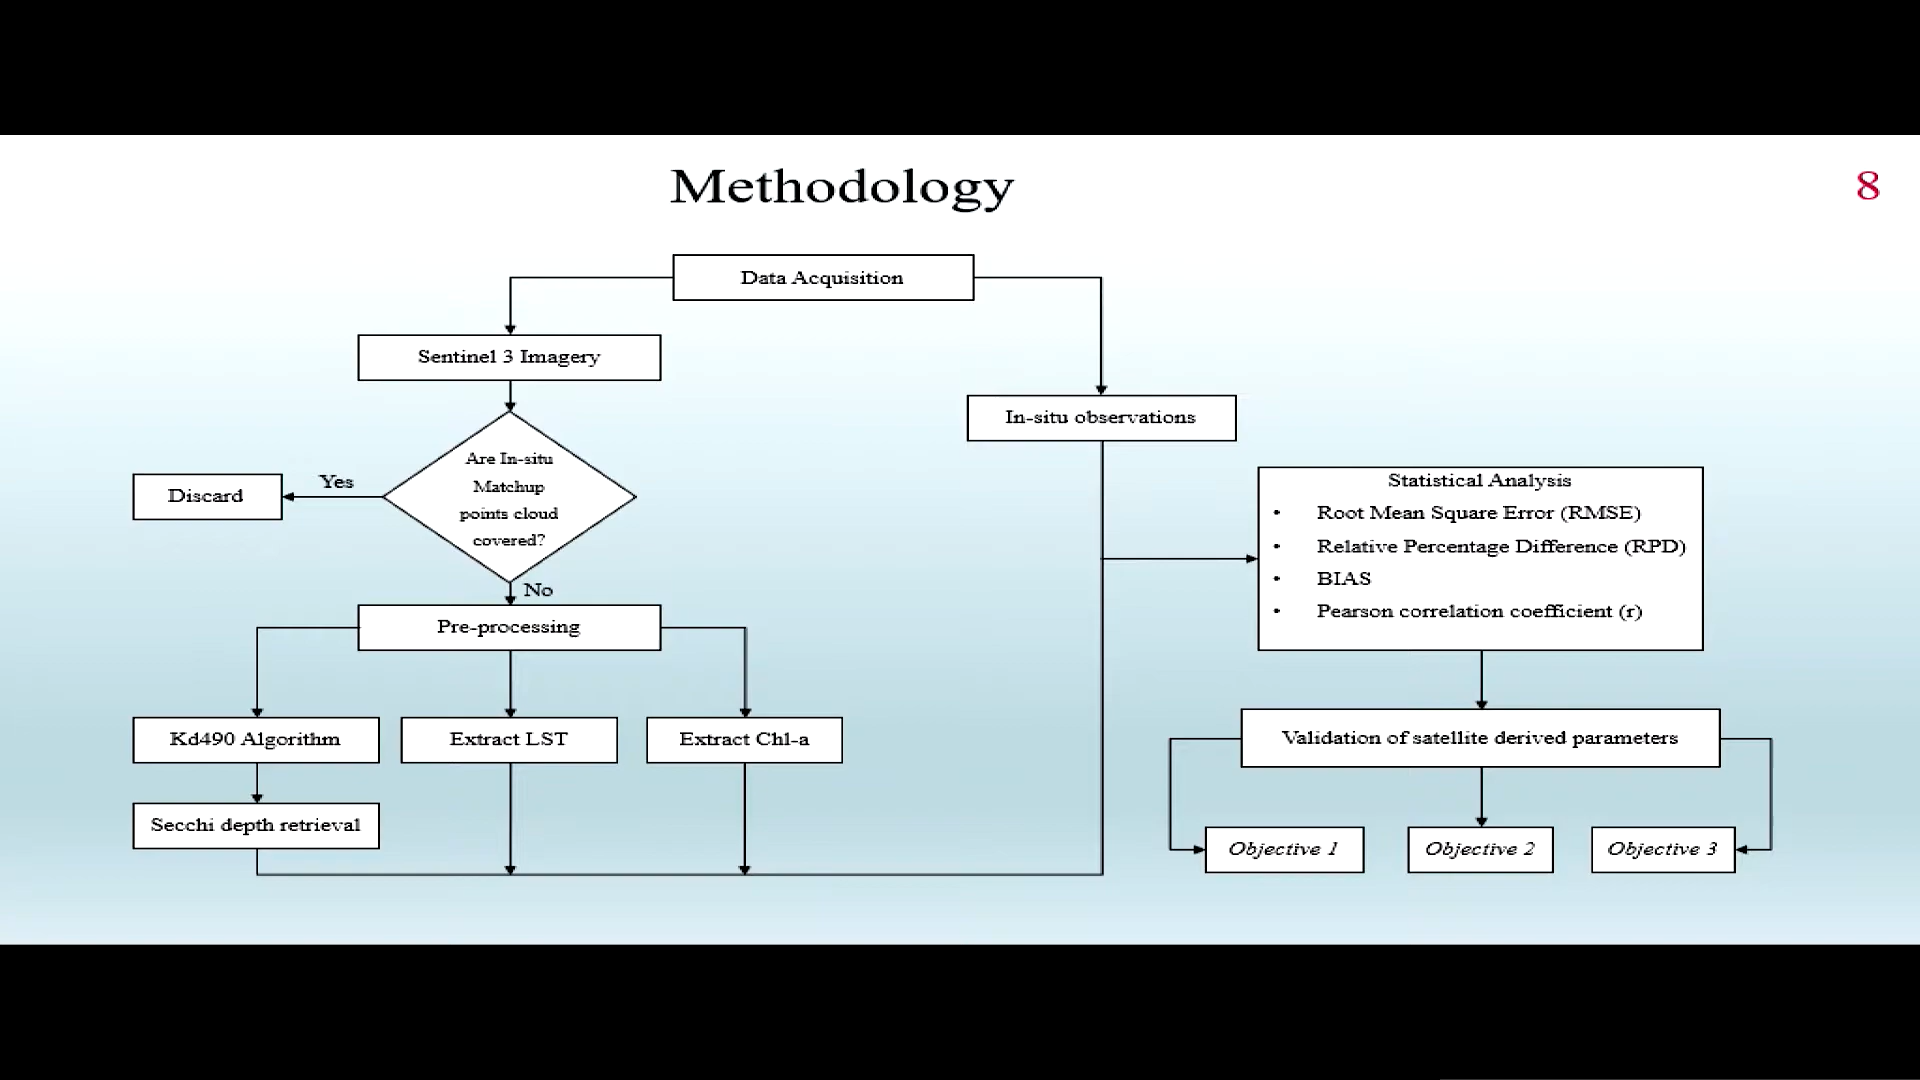 Methodology
8
Data Acquisition
Sentinel 3 Imagery
In-situ observations
Are In-situ
Matchup
points cloud
covered?
Yes
Discard
No
Pre-processing
Kd490 Algorithm
Extract LST
Extract Chl-a
Secchi depth retrieval
Statistical Analysis
• Root Mean Square Error (RMSE)
• Relative Percentage Difference (RPD)
• BIAS
• Pearson correlation coefficient (r)
Validation of satellite derived parameters
Objective 1
Objective 2
Objective 3